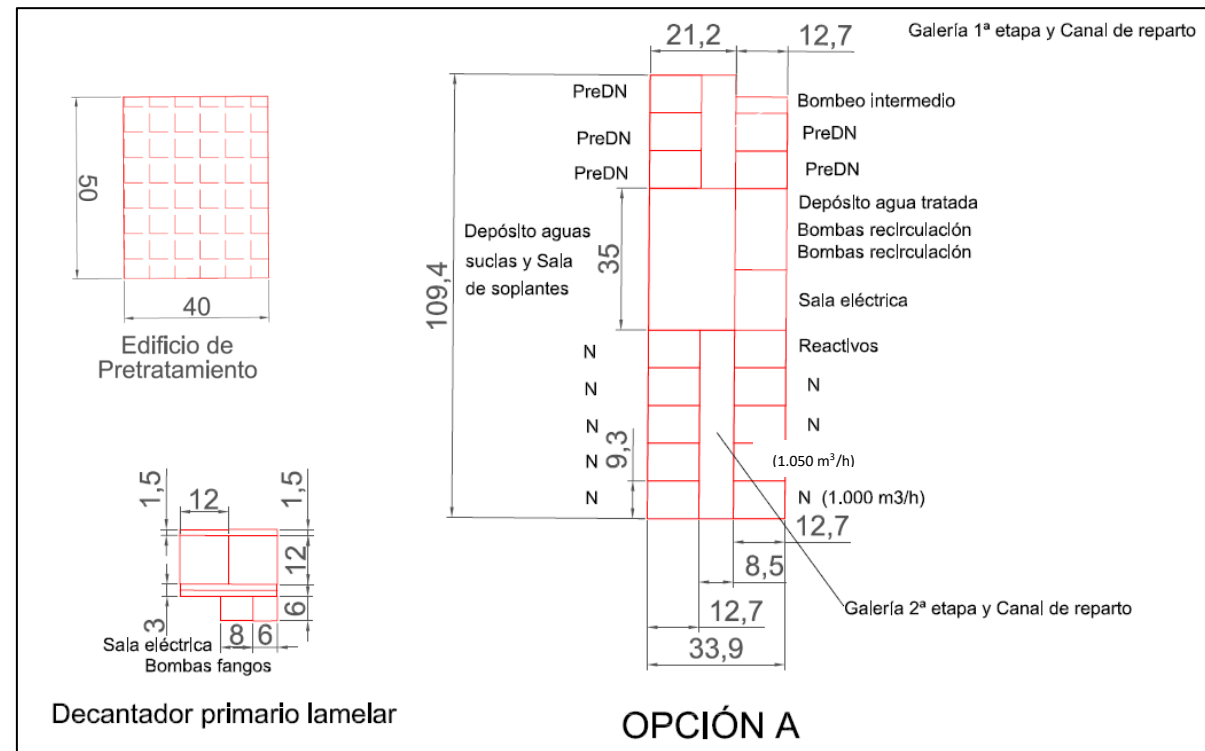 21,2
12,7
Galería 1ª etapa y Canal de reparto
PreDN
Bombeo intermedio
PreDN
PreDN
PreDN
PreDN
50
40
Edificio de
Pretratamiento
109,4
Depósito aguas
sucias y Sala
de soplantes
35
Depósito agua tratada
Bombas recirculación
Bombas recirculación
Sala eléctrica
N
Reactivos
N
N
N
N
N
9,3
(1.050 m³/h)
N
N (1.000 m3/h)
12,7
8,5
12,7
33,9
Galería 2ª etapa y Canal de reparto
1,5
12
1,5
12
3
8
6
6
Sala eléctrica
Bombas fangos
Decantador primario lamelar
OPCIÓN A